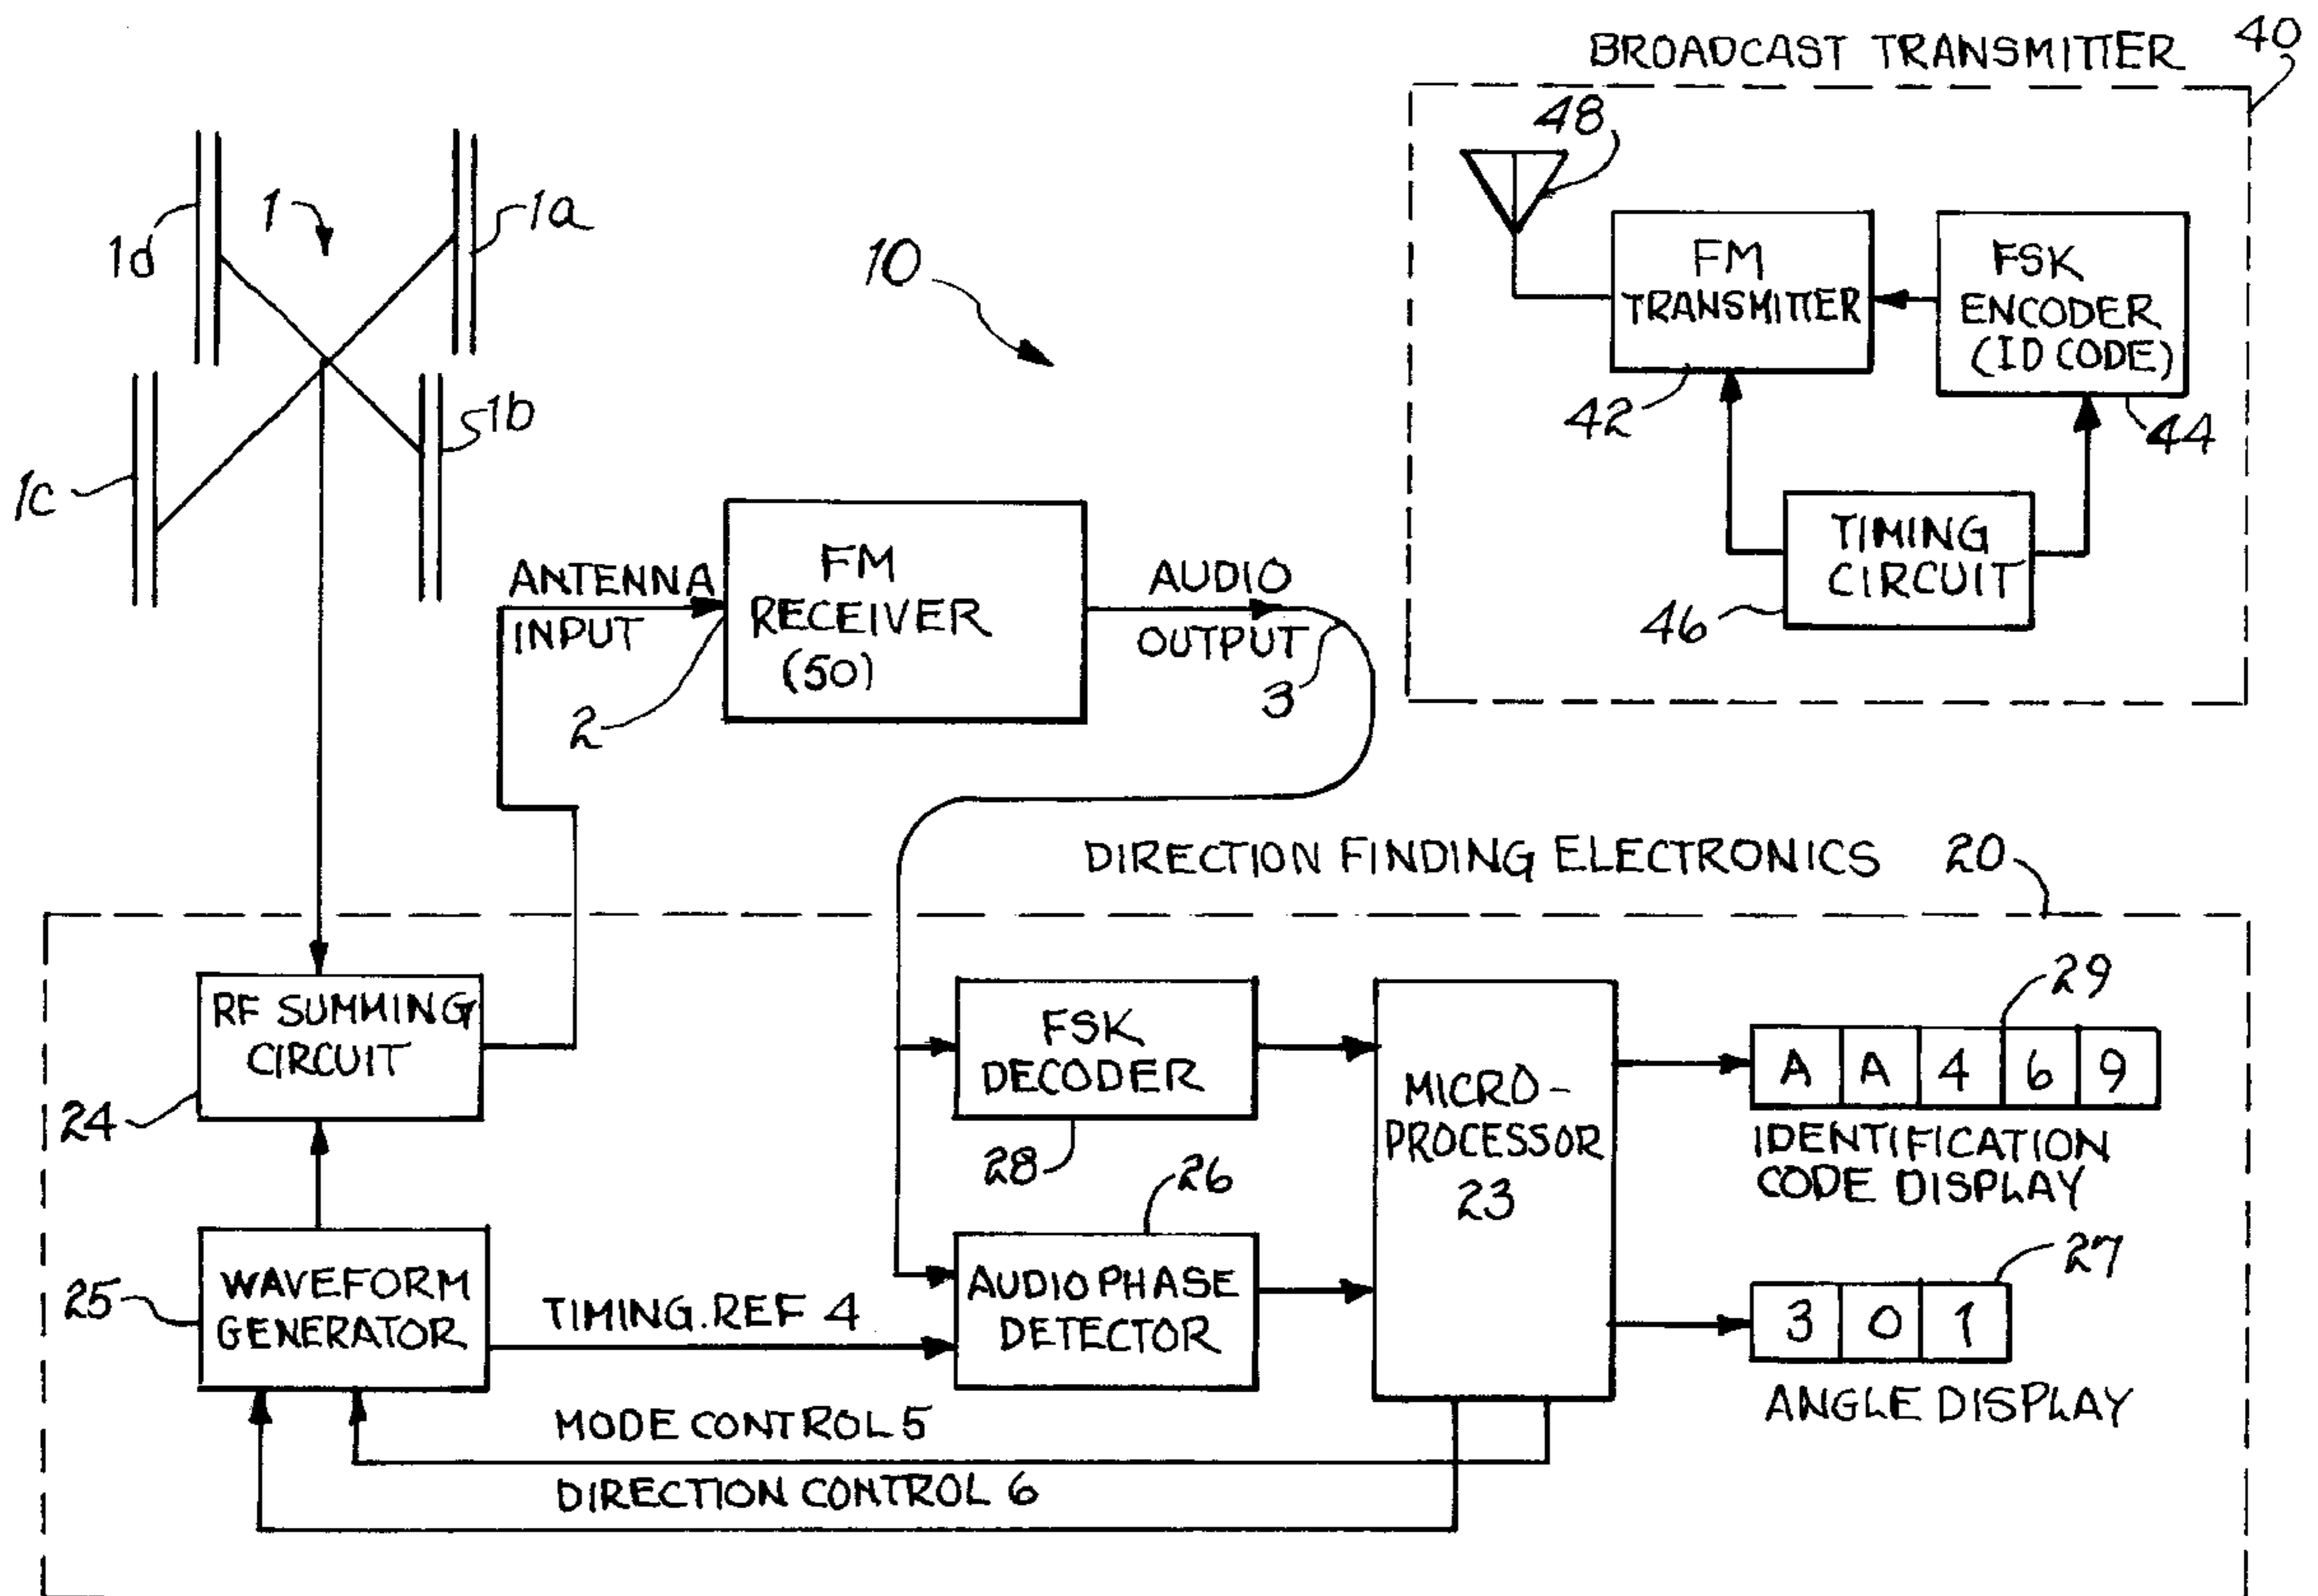 BROADCAST TRANSMITTER
40
48
1d
1
1a
10
FM
TRANSMITTER
FSK
ENCODER
(ID CODE)
1c
1b
42
44
TIMING
CIRCUIT
46
ANTENNA
INPUT
2
FM
RECEIVER
(50)
AUDIO
OUTPUT
3
DIRECTION FINDING ELECTRONICS
20
RF SUMMING
CIRCUIT
24
FSK
DECODER
28
MICRO-
PROCESSOR
23
29
A A 4 6 9
IDENTIFICATION
CODE DISPLAY
25
WAVEFORM
GENERATOR
TIMING.REF 4
26
AUDIO PHASE
DETECTOR
27
3 0 1
ANGLE DISPLAY
MODE CONTROL 5
DIRECTION CONTROL 6